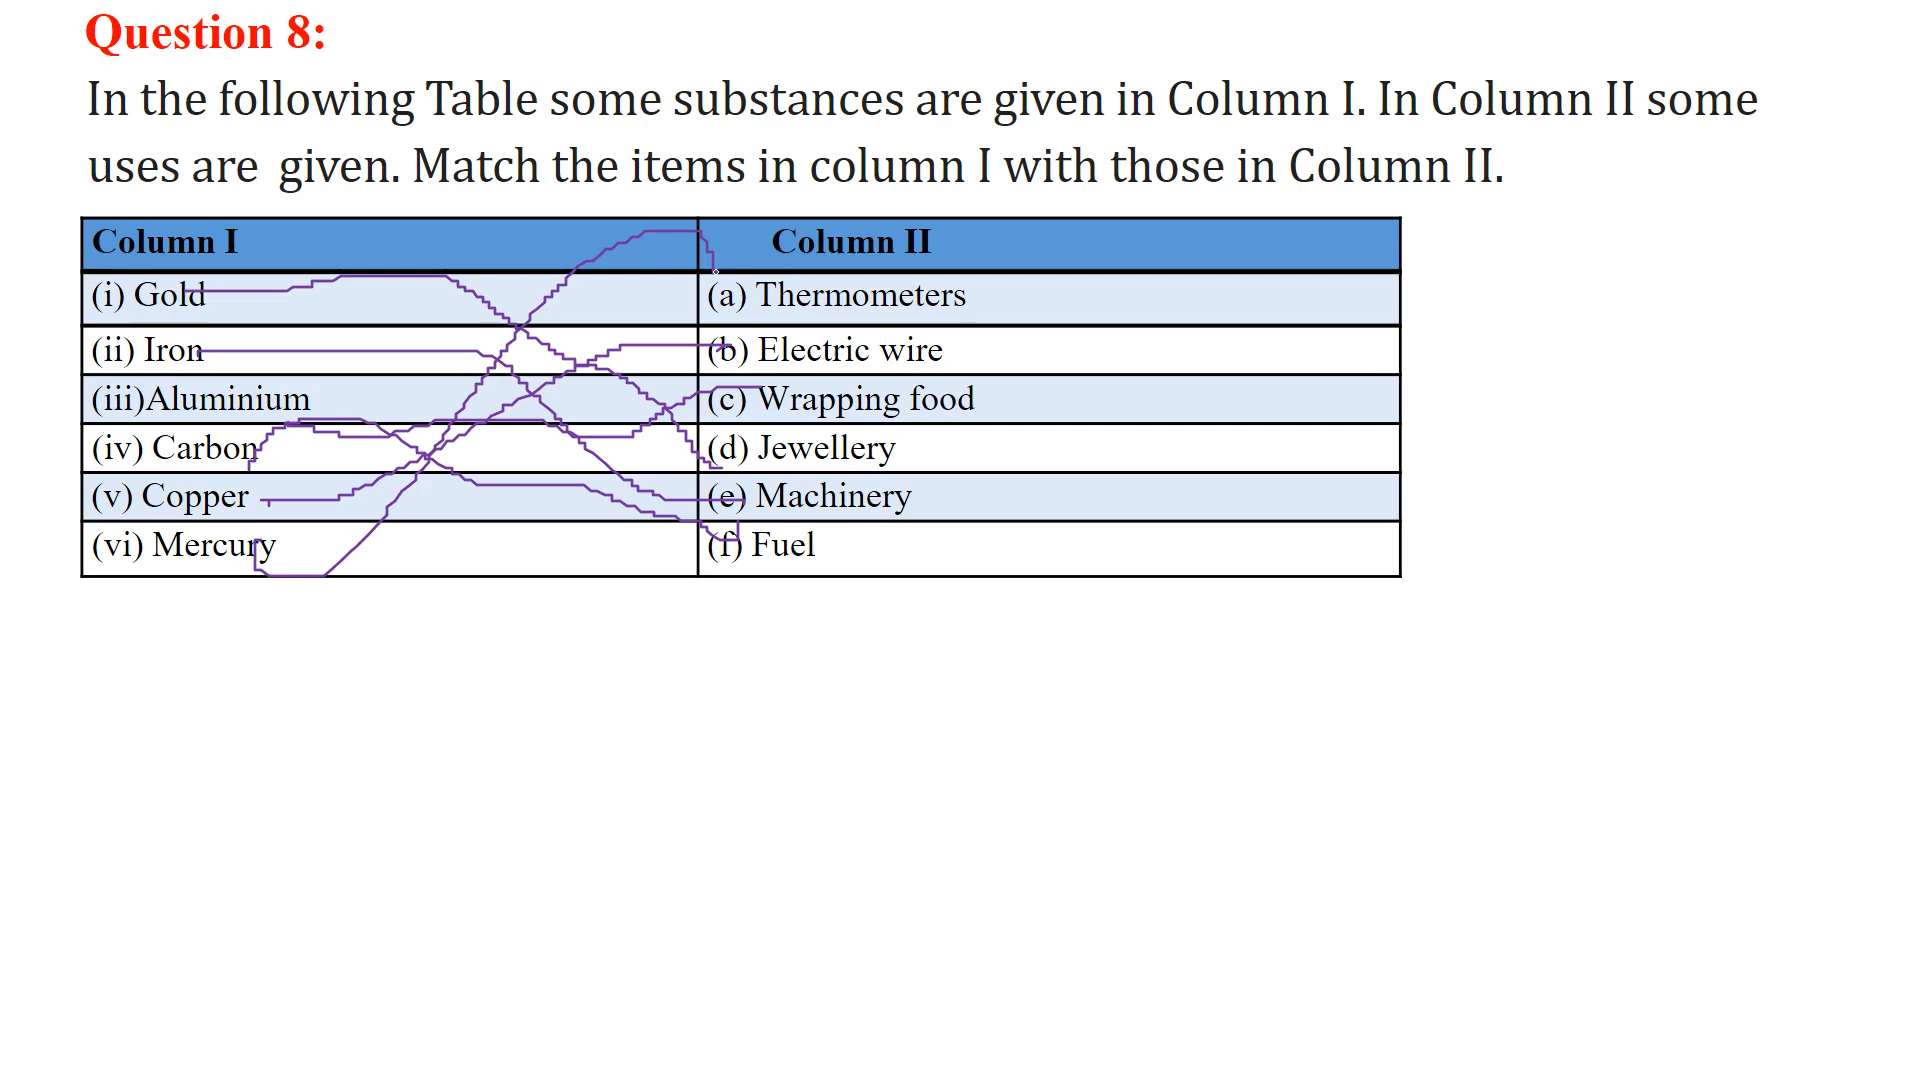 Question 8:
In the following Table some substances are given in Column I. In Column II some
uses are given. Match the items in column I with those in Column II.
Column I Column II
(i) Gold (a) Thermometers
(ii) Iron (b) Electric wire
(iii)Aluminium (c) Wrapping food
(iv) Carbon (d) Jewellery
(v) Copper (e) Machinery
(vi) Mercury (f) Fuel